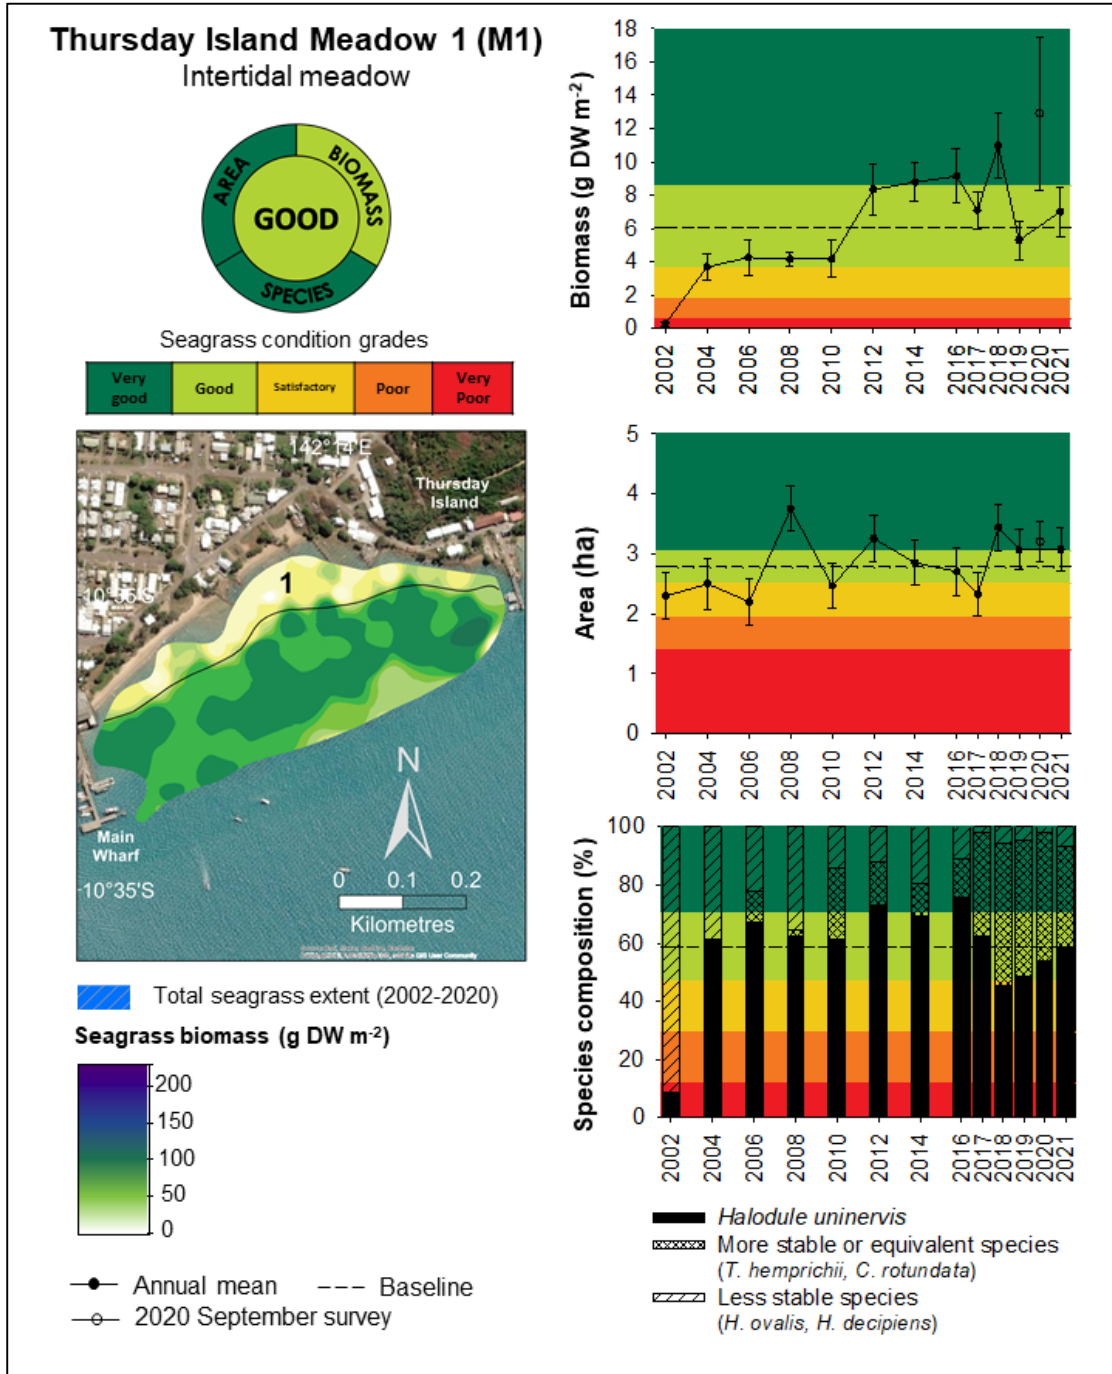 Thursday Island Meadow 1 (M1)
Intertidal meadow
AREA
BIOMASS
GOOD
SPECIES
Seagrass condition grades
Very good
Good
Satisfactory
Poor
Very Poor
142°14'E
Thursday
Island
1
10°35'S
Main
Wharf
10°35'S
N
0 0.1 0.2
Kilometres
Total seagrass extent (2002-2020)
Seagrass biomass (g DW m-2)
200
150
100
50
0
Annual mean
Baseline
2020 September survey
Biomass (g DW m-2)
18
16
14
12
10
8
6
4
2
0
2002 2004 2006 2008 2010 2012 2014 2016 2017 2018 2019 2020 2021
Area (ha)
5
4
3
2
1
0
2002 2004 2006 2008 2010 2012 2014 2016 2017 2018 2019 2020 2021
Species composition (%)
100
80
60
40
20
0
2002 2004 2006 2008 2010 2012 2014 2016 2017 2018 2019 2020 2021
Halodule uninervis
More stable or equivalent species
(T. hemprichii, C. rotundata)
Less stable species
(H. ovalis, H. decipiens)